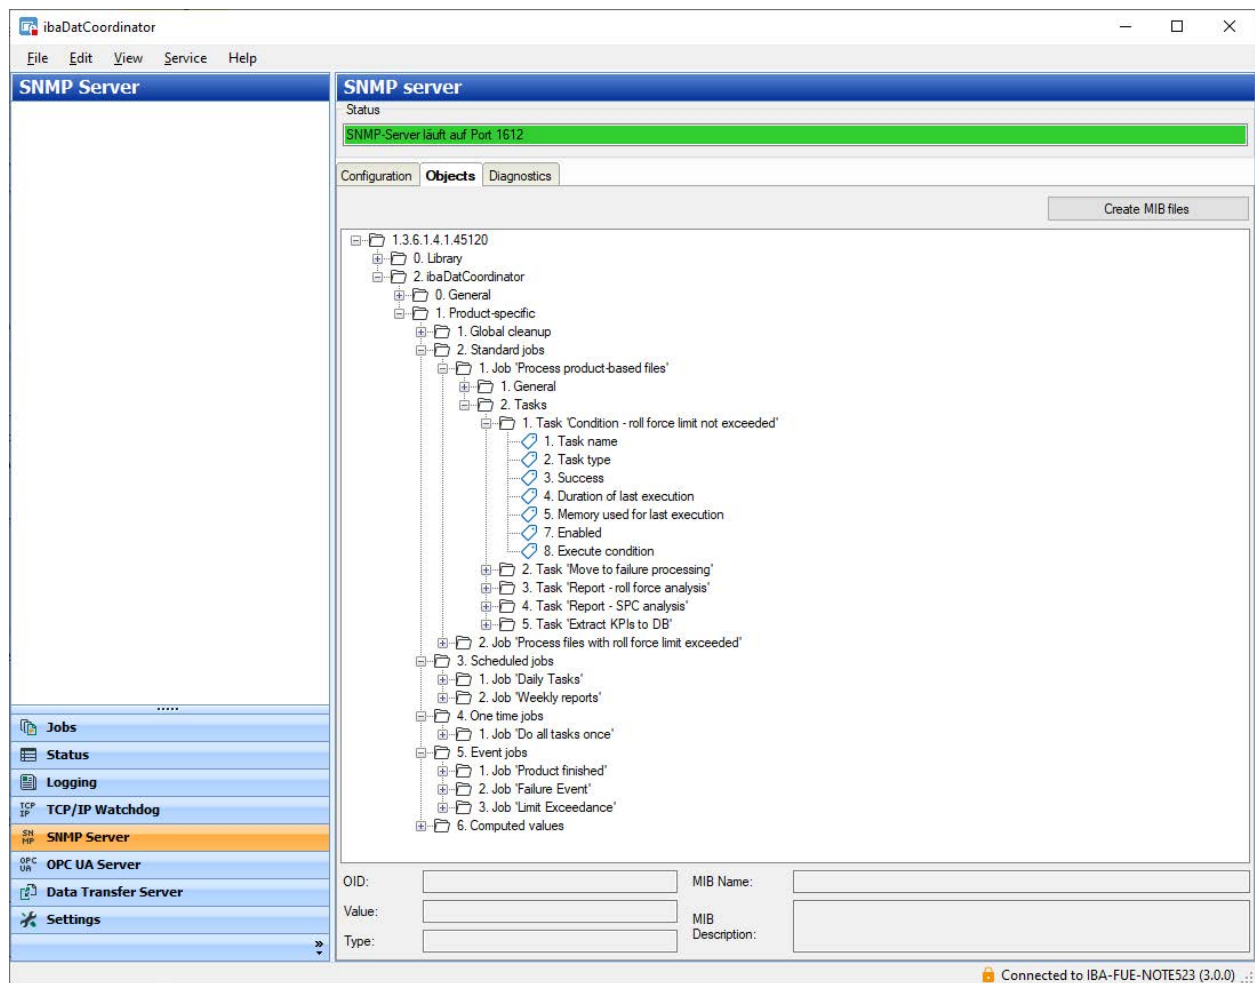 ibaDatCoordinator
File Edit View Service Help
SNMP Server
SNMP server
Status
SNMP-Server läuft auf Port 1612
Configuration Objects Diagnostics
Create MIB files
1.3.6.1.4.1.45120
0. Library
2. ibaDatCoordinator
0. General
1. Product-specific
1. Global cleanup
2. Standard jobs
1. Job 'Process product-based files'
1. General
2. Tasks
1. Task 'Condition - roll force limit not exceeded'
1. Task name
2. Task type
3. Success
4. Duration of last execution
5. Memory used for last execution
7. Enabled
8. Execute condition
2. Task 'Move to failure processing'
3. Task 'Report - roll force analysis'
4. Task 'Report - SPC analysis'
5. Task 'Extract KPIs to DB'
2. Job 'Process files with roll force limit exceeded'
3. Scheduled jobs
1. Job 'Daily Tasks'
2. Job 'Weekly reports'
4. One time jobs
1. Job 'Do all tasks once'
5. Event jobs
1. Job 'Product finished'
2. Job 'Failure Event'
3. Job 'Limit Exceedance'
6. Computed values
Jobs
Status
Logging
TCP IP TCP/IP Watchdog
SN MP SNMP Server
OPC UA OPC UA Server
Data Transfer Server
Settings
OID:
MIB Name:
Value:
MIB Description:
Type:
Connected to IBA-FUE-NOTE523 (3.0.0)